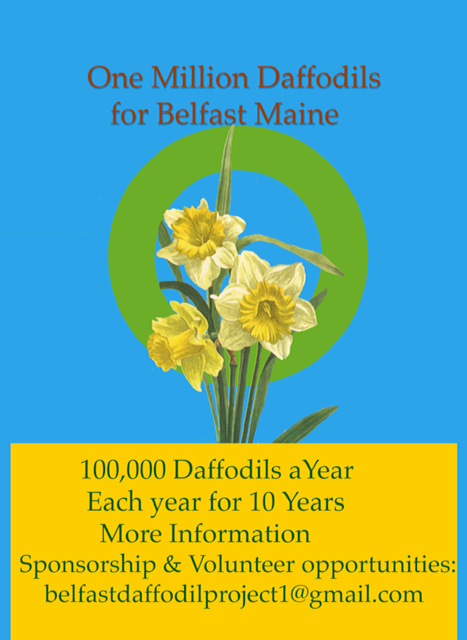 One Million Daffodils
for Belfast Maine
100,000 Daffodils aYear
Each year for 10 Years
More Information
Sponsorship & Volunteer opportunities:
belfastdaffodilproject1@gmail.com